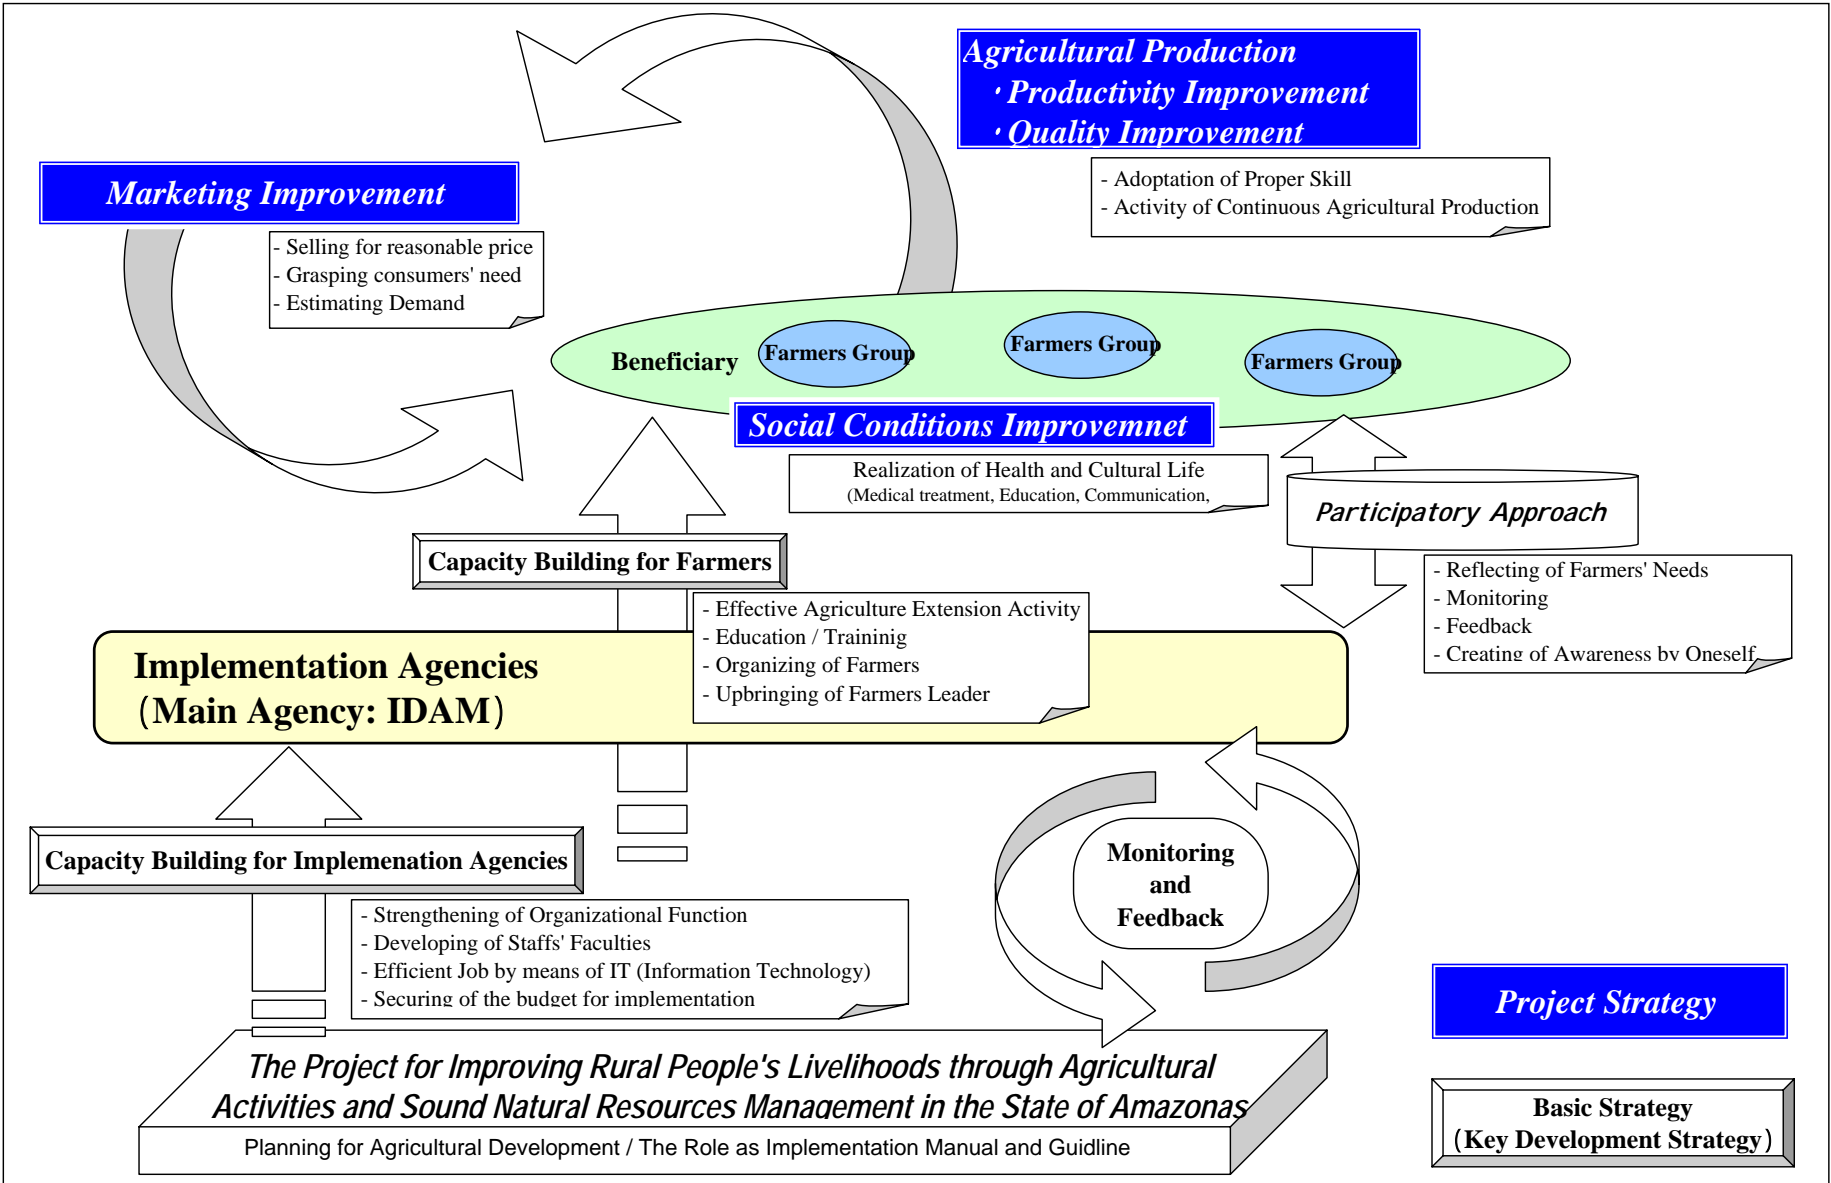 Agricultural Production
・Productivity Improvement
・Quality Improvement
- Adoptation of Proper Skill
- Activity of Continuous Agricultural Production
Marketing Improvement
- Selling for reasonable price
- Grasping consumers' need
- Estimating Demand
Beneficiary
Farmers Group
Farmers Group
Farmers Group
Social Conditions Improvemnet
Realization of Health and Cultural Life
(Medical treatment, Education, Communication,
Participatory Approach
- Reflecting of Farmers' Needs
- Monitoring
- Feedback
- Creating of Awareness by Oneself
Capacity Building for Farmers
- Effective Agriculture Extension Activity
- Education / Traininig
- Organizing of Farmers
- Upbringing of Farmers Leader
Implementation Agencies
(Main Agency: IDAM)
Capacity Building for Implemenation Agencies
- Strengthening of Organizational Function
- Developing of Staffs' Faculties
- Efficient Job by means of IT (Information Technology)
- Securing of the budget for implementation
Monitoring
and
Feedback
The Project for Improving Rural People's Livelihoods through Agricultural
Activities and Sound Natural Resources Management in the State of Amazonas
Planning for Agricultural Development / The Role as Implementation Manual and Guidline
Project Strategy
Basic Strategy
(Key Development Strategy)